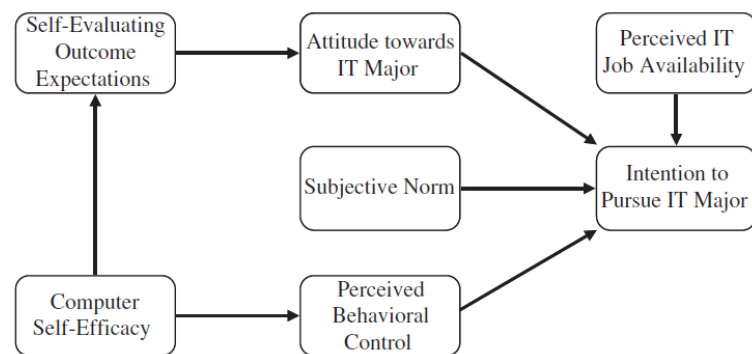 Self-Evaluating
Outcome
Expectations
Attitude towards
IT Major
Perceived IT
Job Availability
Subjective Norm
Intention to
Pursue IT Major
Computer
Self-Efficacy
Perceived
Behavioral
Control